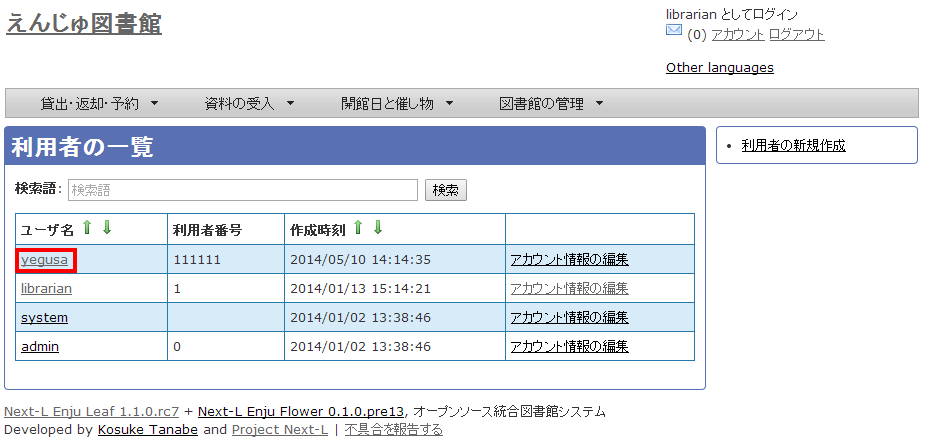 えんじゅ図書館
librarian としてログイン
(0) アカウント ログアウト
Other languages
貸出・返却・予約 ▼ 資料の受入 ▼ 開館日と催し物 ▼ 図書館の管理 ▼
利用者の一覧
• 利用者の新規作成
検索語: 検索語 検索
ユーザ名 利用者番号 作成時刻
yegusa 111111 2014/05/10 14:14:35 アカウント情報の編集
librarian 1 2014/01/13 15:14:21 アカウント情報の編集
system 2014/01/02 13:38:46 アカウント情報の編集
admin 0 2014/01/02 13:38:46 アカウント情報の編集
Next-L Enju Leaf 1.1.0.rc7 + Next-L Enju Flower 0.1.0.pre13, オープンソース統合図書館システム
Developed by Kosuke Tanabe and Project Next-L | 不具合を報告する